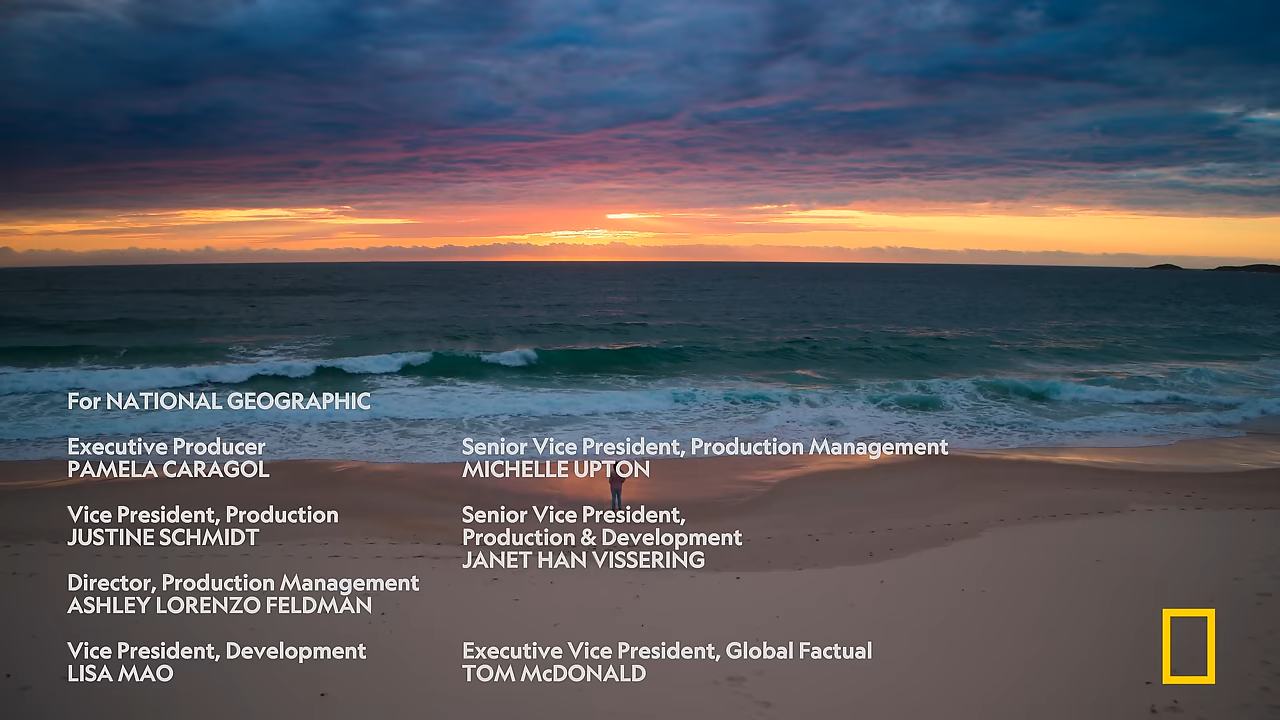 For NATIONAL GEOGRAPHIC
Executive Producer
PAMELA CARAGOL
Vice President, Production
JUSTINE SCHMIDT
Director, Production Management
ASHLEY LORENZO FELDMAN
Vice President, Development
LISA MAO
Senior Vice President, Production Management
MICHELLE UPTON
Senior Vice President,
Production & Development
JANET HAN VISSERING
Executive Vice President, Global Factual
TOM McDONALD